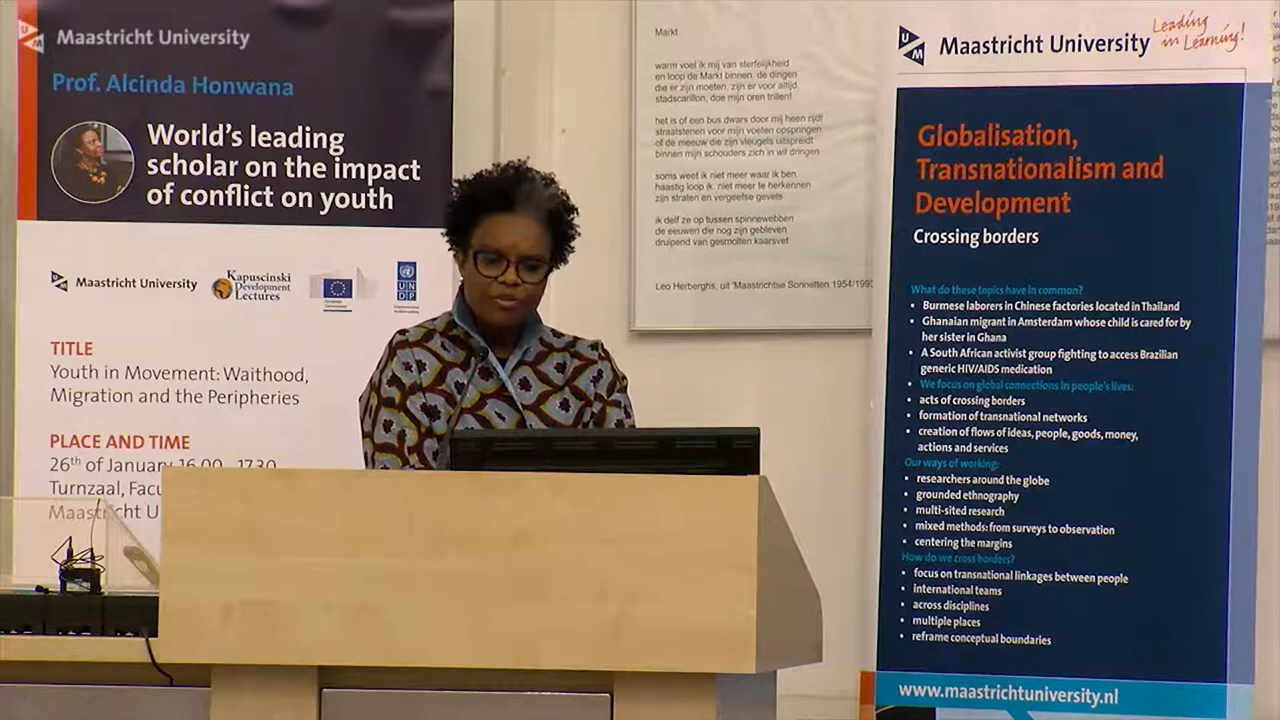 Maastricht University
Prof. Alcinda Honwana
World's leading
scholar on the impact
of conflict on youth
Maastricht University
Kapuscinski
Development
Lectures
UN
DP
TITLE
Youth in Movement: Waithood,
Migration and the Peripheries
PLACE AND TIME
26th of January 16.00 - 17.30
Turnzaal, Facu
Maastricht U
Markt
warm voel ik mij van sterfelijkheid
en loop de Markt binnen, de dingen
die er zijn moeten, zijn er voor altijd
stadscarillon, doe mijn oren trillen!
het is of een bus dwars door mij heen rijdt
straatstenen voor mijn voeten opspringen
of de meeuw die zijn vleugels uitspreidt
binnen mijn schouders zich in wil dringen
soms weet ik niet meer waar ik ben.
haastig loop ik. niet meer te herkennen
zijn straten en vergeefse gevels
ik delf ze op tussen spinnewebben
de eeuwen die nog zijn gebleven
druipend van gesmolten kaarsvet
Leo Herberghs, uit 'Maastrichtse Sonnetten 1954/1993
UM
Maastricht University
Leading
in Learning!
Globalisation,
Transnationalism and
Development
Crossing borders
What do these topics have in common?
• Burmese laborers in Chinese factories located in Thailand
• Ghanaian migrant in Amsterdam whose child is cared for by
her sister in Ghana
• A South African activist group fighting to access Brazilian
generic HIV/AIDS medication
• We focus on global connections in people's lives:
• acts of crossing borders
• formation of transnational networks
• creation of flows of ideas, people, goods, money,
actions and services
Our ways of working:
• researchers around the globe
• grounded ethnography
• multi-sited research
• mixed methods: from surveys to observation
• centering the margins
How do we cross borders?
• focus on transnational linkages between people
• international teams
• across disciplines
• multiple places
• reframe conceptual boundaries
www.maastrichtuniversity.nl